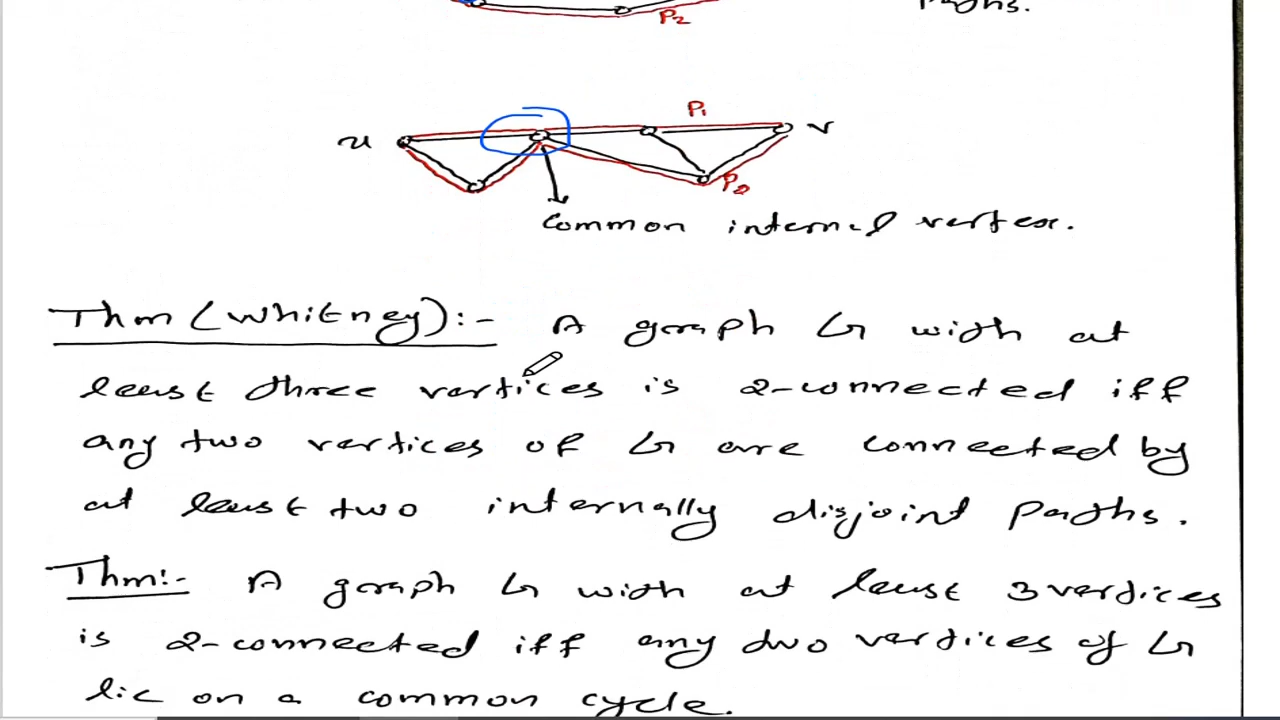 P2
paths.
P1
u
v
P2
Common internal vertex.
Thm (Whitney):- A graph G with at
least three vertices is 2-connected iff
any two vertices of G are connected by
at least two internally disjoint paths.
Thm:- A graph G with at least 3 vertices
is 2-connected iff any two vertices of G
lie on a common cycle.